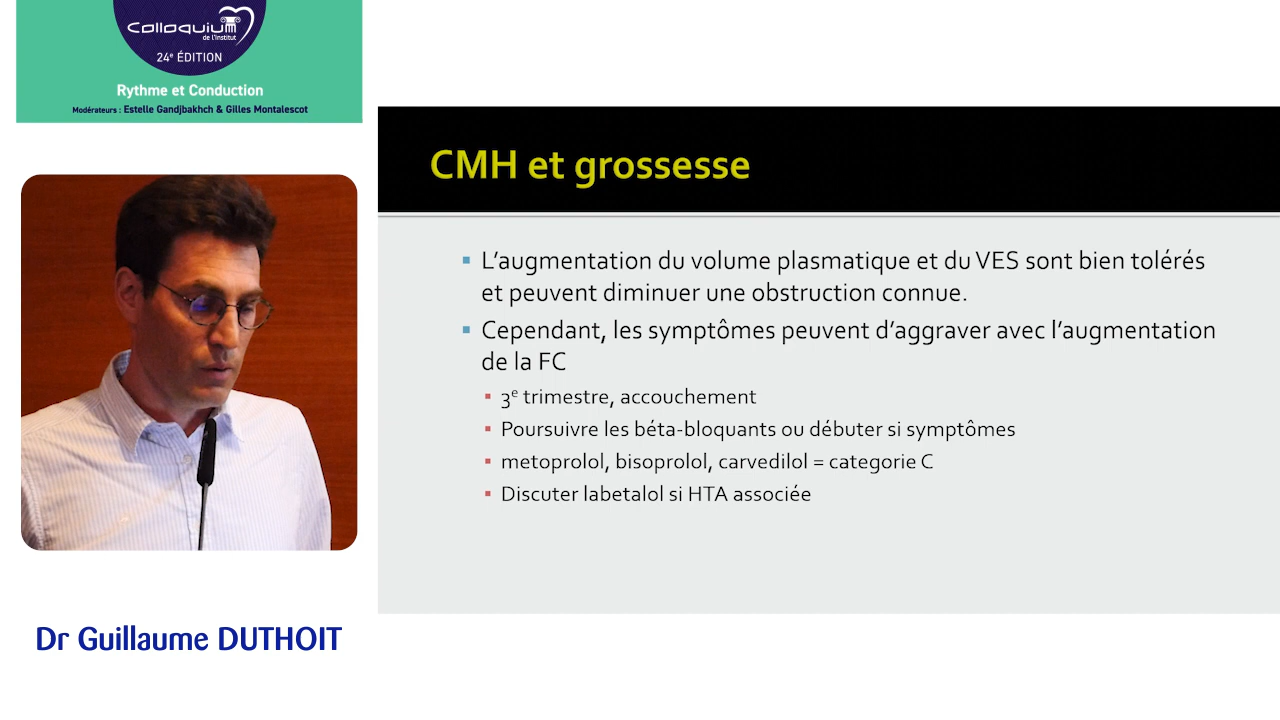 Colloquium
de l'Institut
24e ÉDITION
Rythme et Conduction
Modérateurs : Estelle Gandjbakhch & Gilles Montalescot
CMH et grossesse
L'augmentation du volume plasmatique et du VES sont bien tolérés
et peuvent diminuer une obstruction connue.
Cependant, les symptômes peuvent d'aggraver avec l'augmentation
de la FC
3e trimestre, accouchement
Poursuivre les béta-bloquants ou débuter si symptômes
metoprolol, bisoprolol, carvedilol = categorie C
Discuter labetalol si HTA associée
Dr Guillaume DUTHOIT